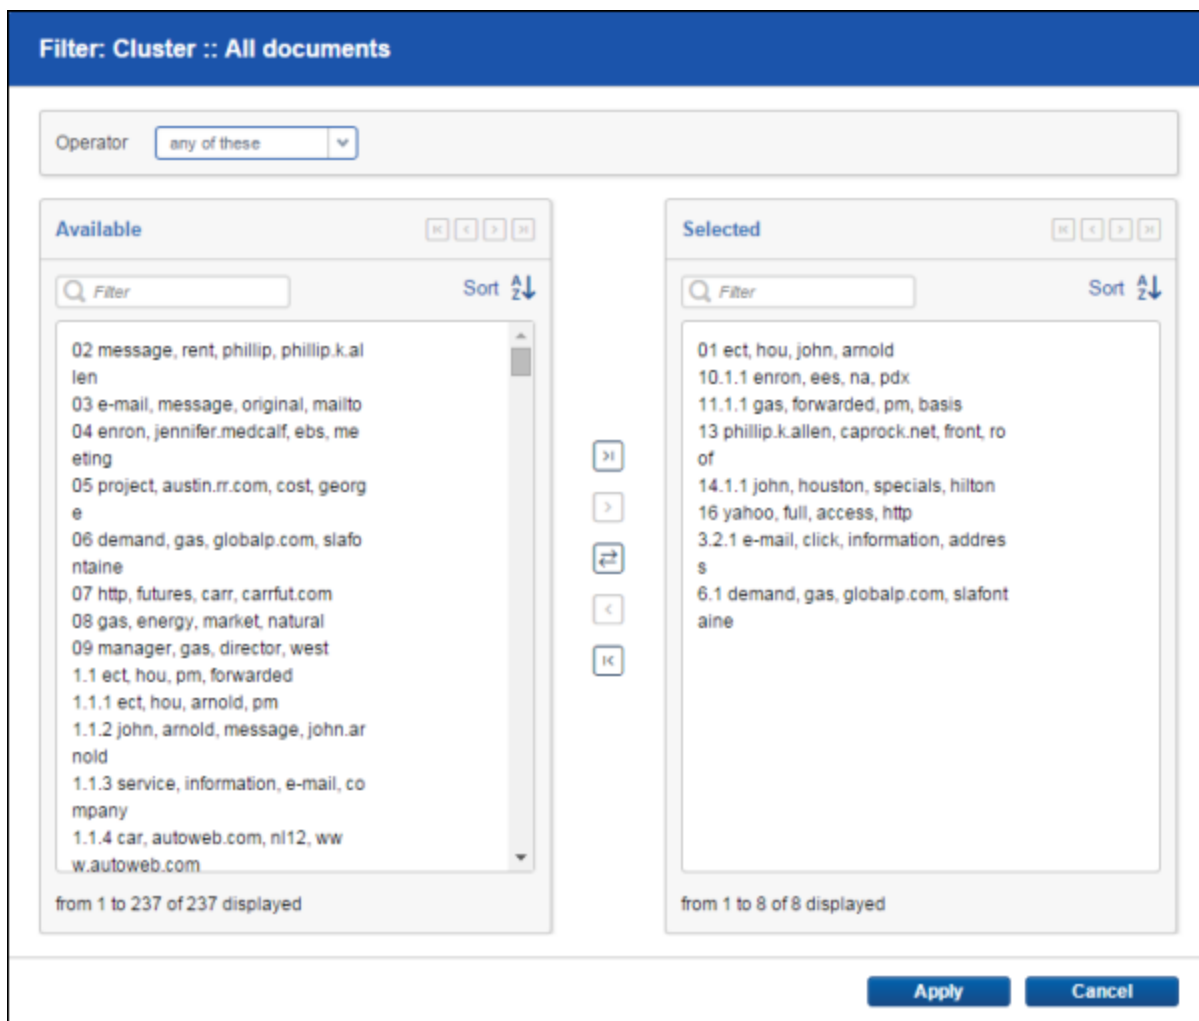 Filter: Cluster :: All documents
Operator any of these
Available
Filter
Sort
A
Z
02 message, rent, phillip, phillip.k.al
len
03 e-mail, message, original, mailto
04 enron, jennifer.medcalf, ebs, me
eting
05 project, austin.rr.com, cost, georg
e
06 demand, gas, globalp.com, slafo
ntaine
07 http, futures, carr, carrfut.com
08 gas, energy, market, natural
09 manager, gas, director, west
1.1 ect, hou, pm, forwarded
1.1.1 ect, hou, arnold, pm
1.1.2 john, arnold, message, john.ar
nold
1.1.3 service, information, e-mail, co
mpany
1.1.4 car, autoweb.com, nl12, ww
w.autoweb.com
from 1 to 237 of 237 displayed
Selected
Filter
Sort
A
Z
01 ect, hou, john, arnold
10.1.1 enron, ees, na, pdx
11.1.1 gas, forwarded, pm, basis
13 phillip.k.allen, caprock.net, front, ro
of
14.1.1 john, houston, specials, hilton
16 yahoo, full, access, http
3.2.1 e-mail, click, information, addres
s
6.1 demand, gas, globalp.com, slafont
aine
from 1 to 8 of 8 displayed
Apply
Cancel